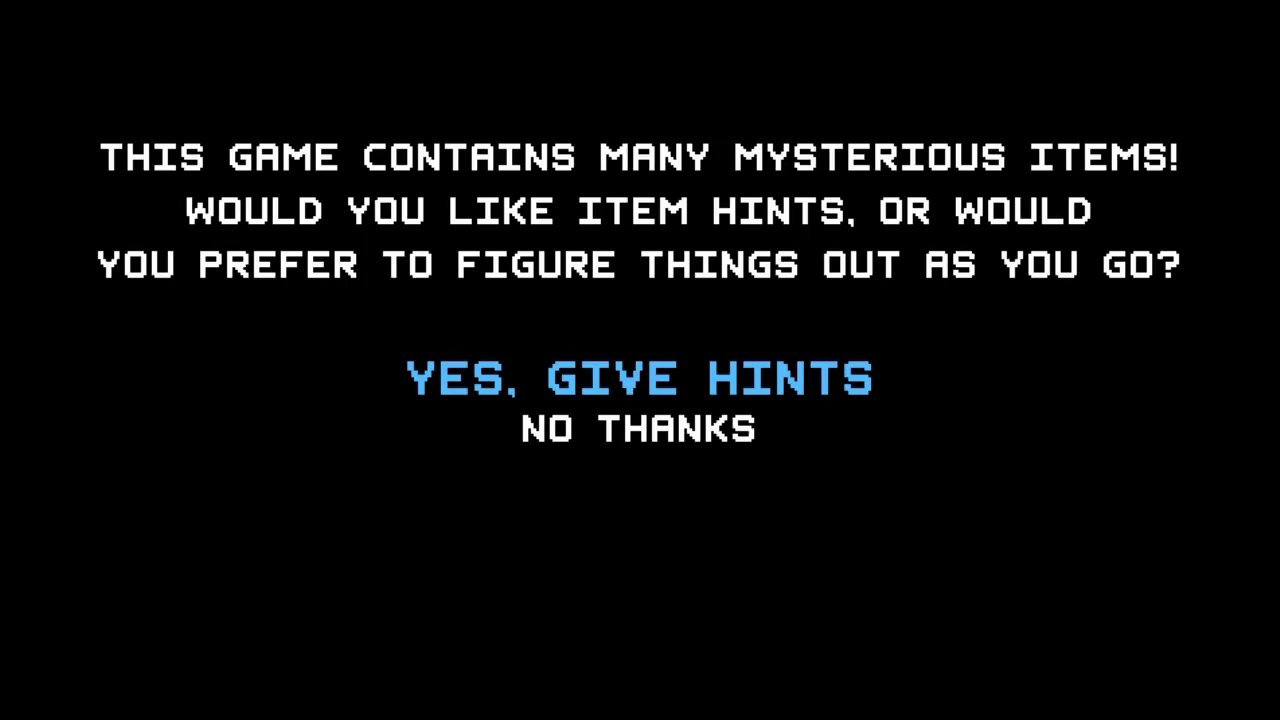 THIS GAME CONTAINS MANY MYSTERIOUS ITEMS!
WOULD YOU LIKE ITEM HINTS, OR WOULD
YOU PREFER TO FIGURE THINGS OUT AS YOU GO?
YES, GIVE HINTS
NO THANKS